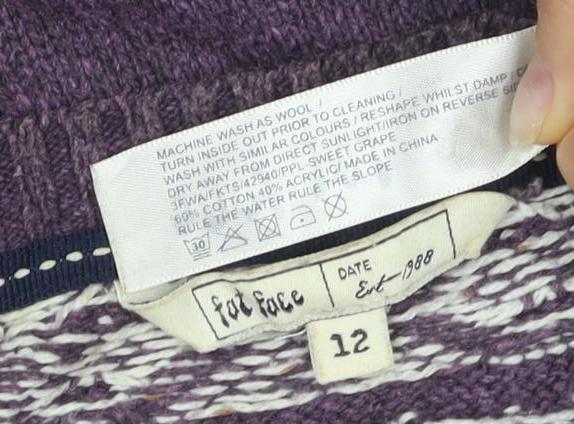 MACHINE WASH AS WOOL /
TURN INSIDE OUT PRIOR TO CLEANING /
WASH WITH SIMILAR COLOURS / RESHAPE WHILST DAMP /
DRY AWAY FROM DIRECT SUNLIGHT/IRON ON REVERSE
3FWA/FKTS/42940/PPL SWEET GRAPE
60% COTTON 40% ACRYLIC/MADE IN CHINA
RULE THE WATER RULE THE SLOPE
30
fat face
DATE
Est-1988
12